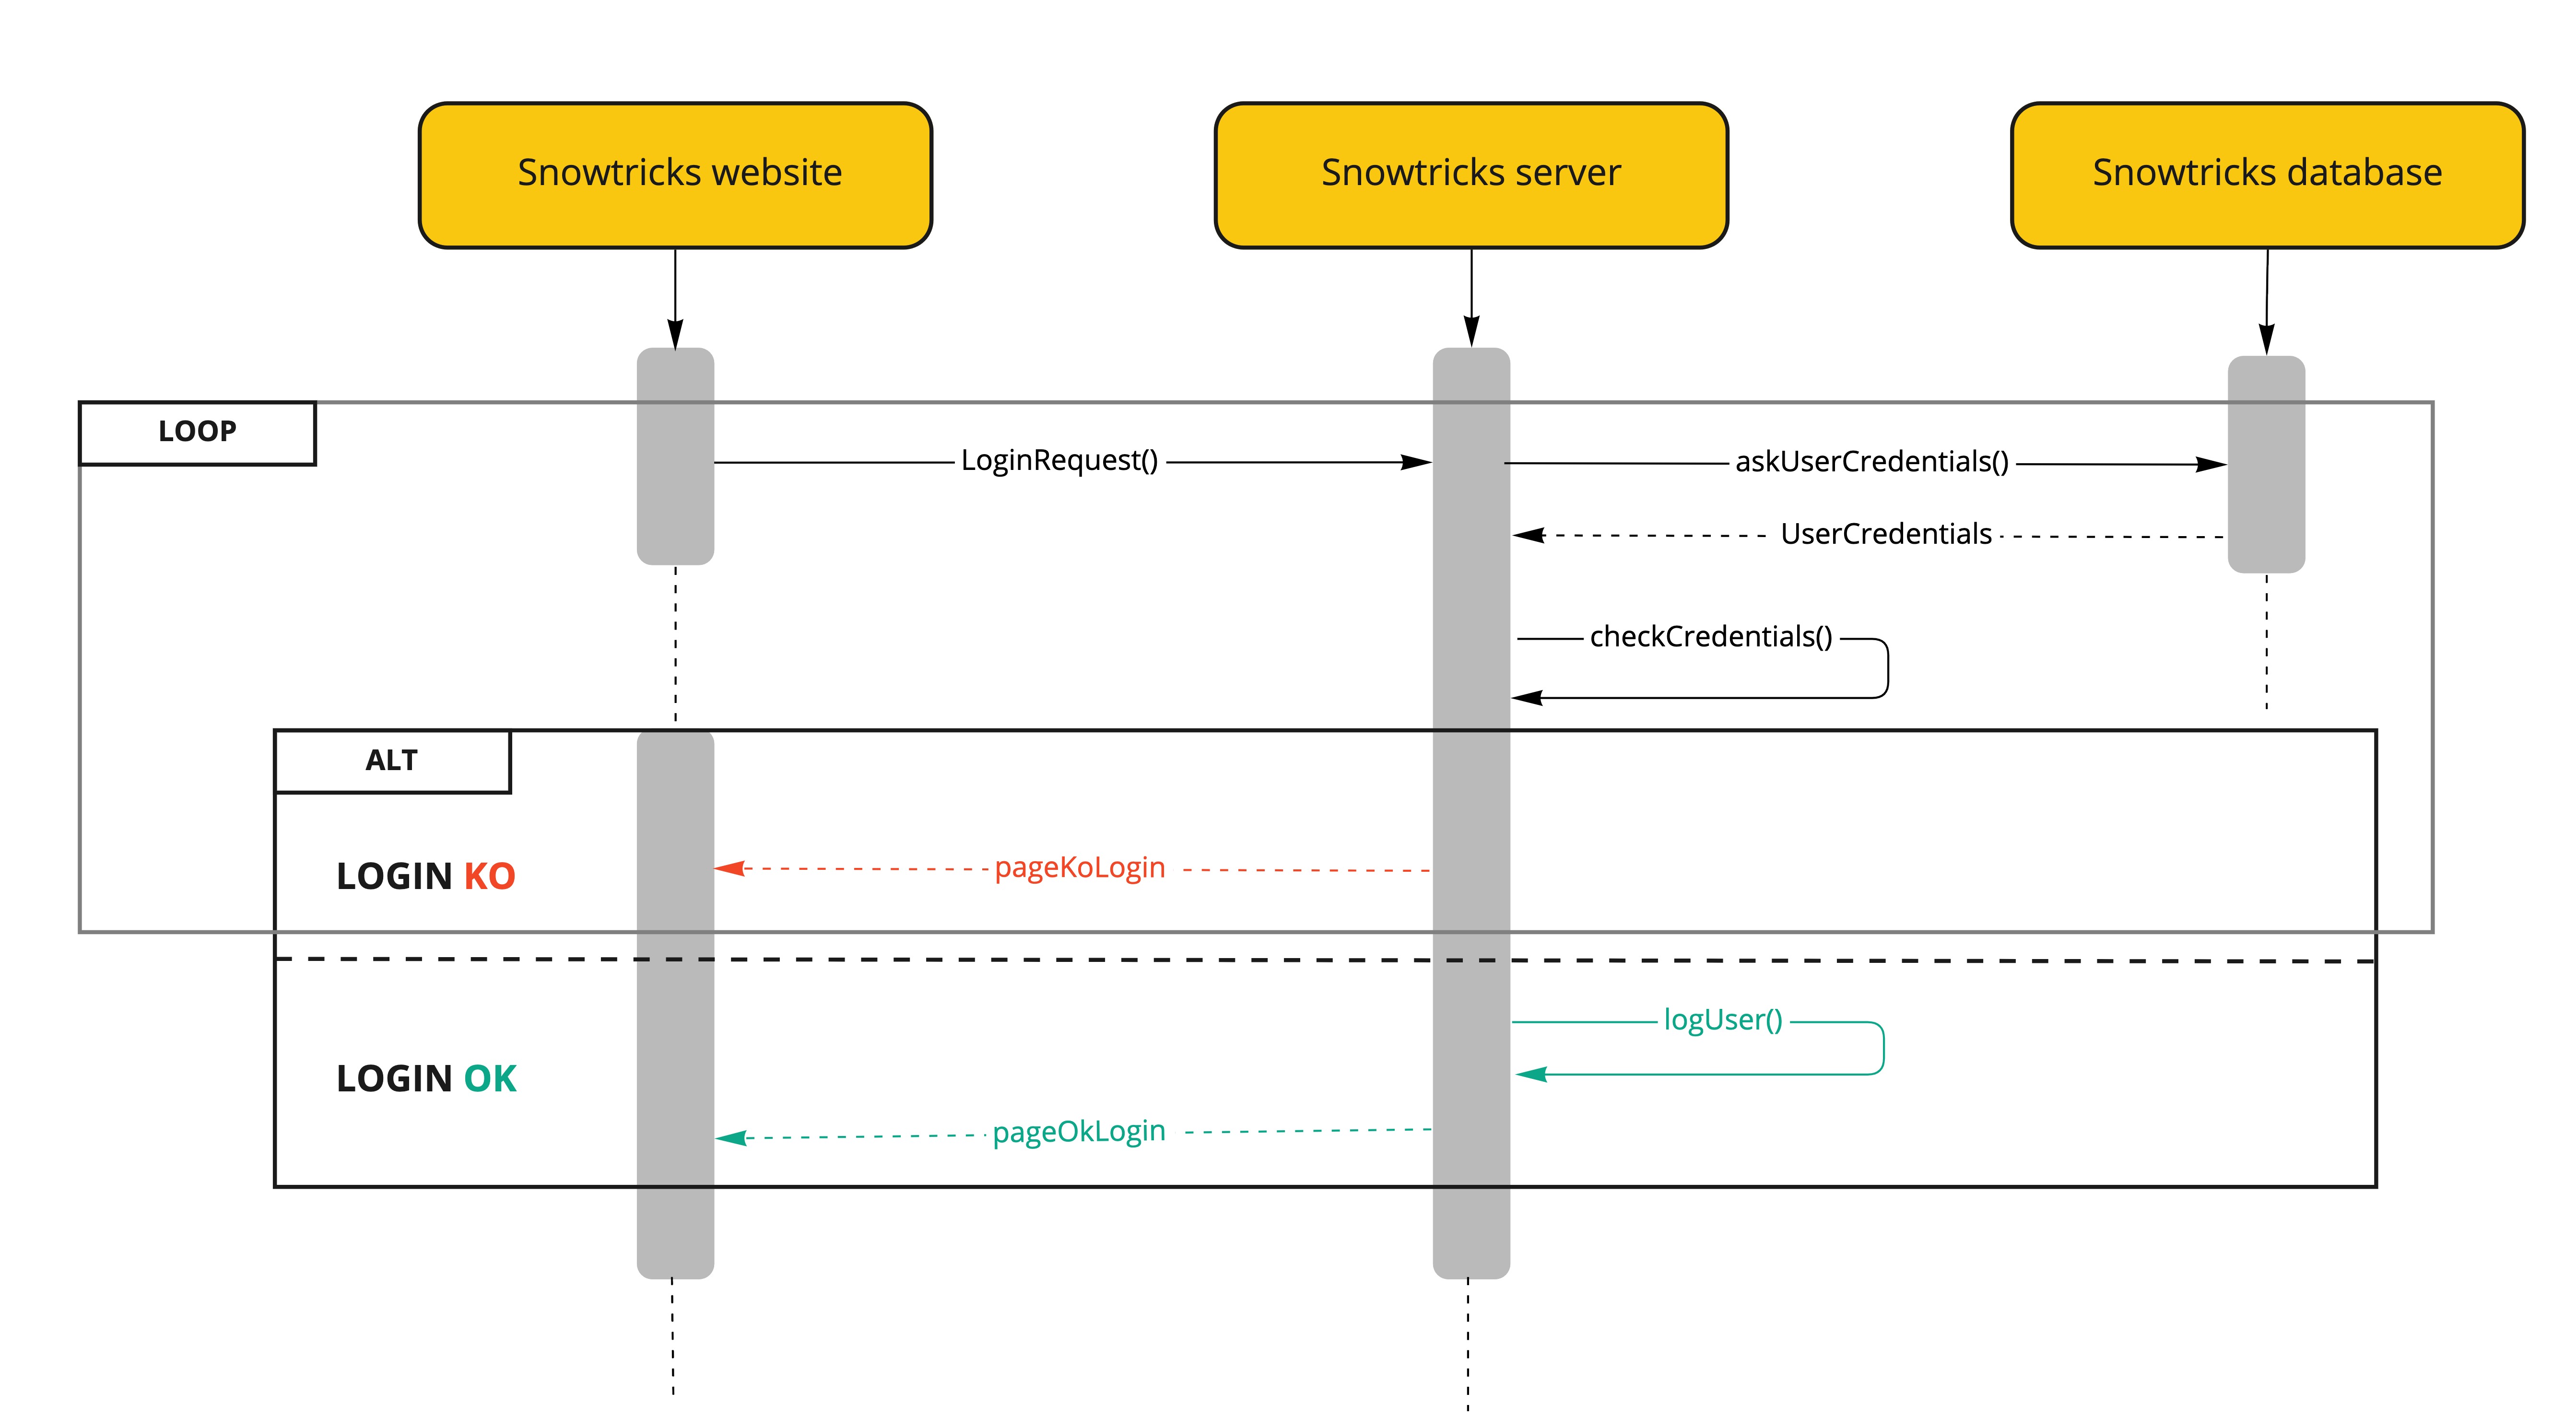 Snowtricks website
Snowtricks server
Snowtricks database
LOOP
LoginRequest()
askUserCredentials()
UserCredentials
checkCredentials()
ALT
LOGIN KO
pageKoLogin
logUser()
LOGIN OK
pageOkLogin